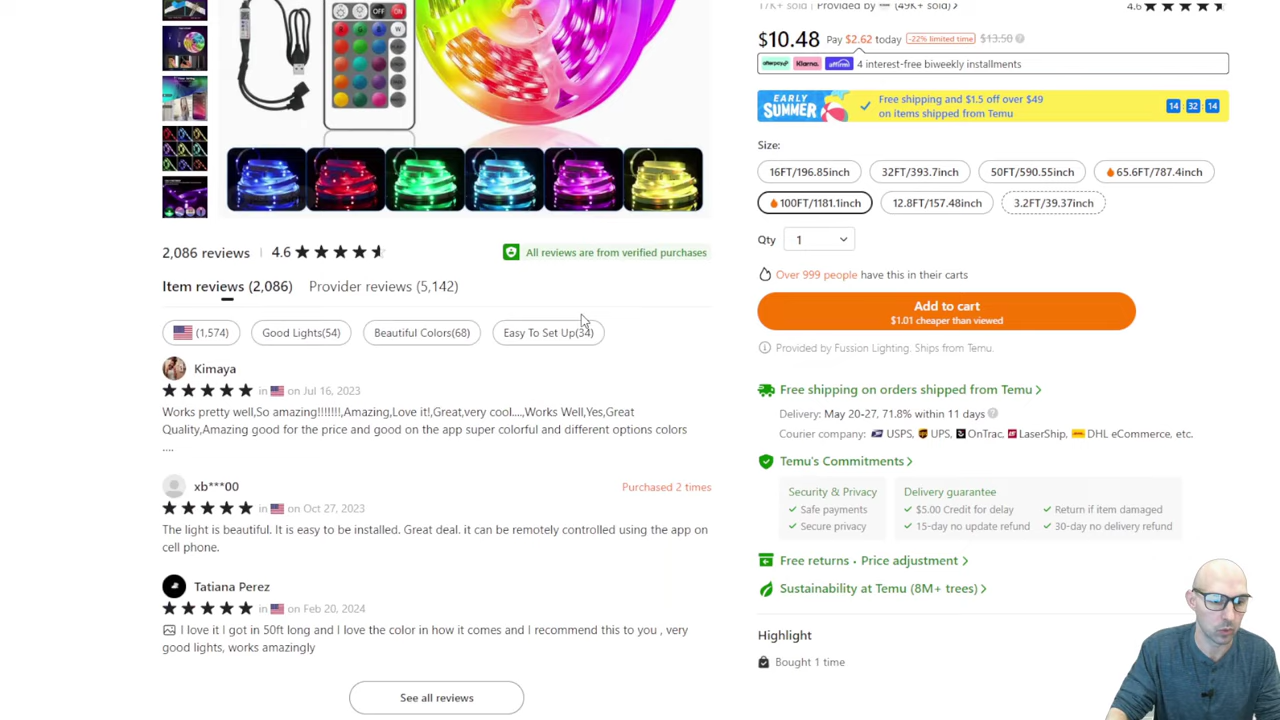 OFF
ON
W
17K+ sold
Provided by
(49K+ sold) >
4.6
$10.48 Pay $2.62 today -22% limited time $13.50
afterpay Klarna. affirm 4 interest-free biweekly installments
EARLY SUMMER
Free shipping and $1.5 off over $49
on items shipped from Temu
14 : 32 : 14
Size:
16FT/196.85inch
32FT/393.7inch
50FT/590.55inch
65.6FT/787.4inch
100FT/1181.1inch
12.8FT/157.48inch
3.2FT/39.37inch
Qty 1
Over 999 people have this in their carts
Add to cart
$1.01 cheaper than viewed
Provided by Fussion Lighting. Ships from Temu.
Free shipping on orders shipped from Temu >
Delivery: May 20-27, 71.8% within 11 days
Courier company: USPS, UPS, OnTrac, LaserShip, DHL eCommerce, etc.
Temu's Commitments >
Security & Privacy
Safe payments
Secure privacy
Delivery guarantee
$5.00 Credit for delay
Return if item damaged
15-day no update refund
30-day no delivery refund
Free returns • Price adjustment >
Sustainability at Temu (8M+ trees) >
Highlight
Bought 1 time
2,086 reviews 4.6
All reviews are from verified purchases
Item reviews (2,086)
Provider reviews (5,142)
(1,574)
Good Lights(54)
Beautiful Colors(68)
Easy To Set Up(34)
Kimaya
in on Jul 16, 2023
Works pretty well,So amazing!!!!!!!,Amazing,Love it!,Great,very cool....,Works Well,Yes,Great
Quality,Amazing good for the price and good on the app super colorful and different options colors
....
xb***00
Purchased 2 times
in on Oct 27, 2023
The light is beautiful. It is easy to be installed. Great deal. it can be remotely controlled using the app on
cell phone.
Tatiana Perez
in on Feb 20, 2024
I love it I got in 50ft long and I love the color in how it comes and I recommend this to you , very
good lights, works amazingly
See all reviews